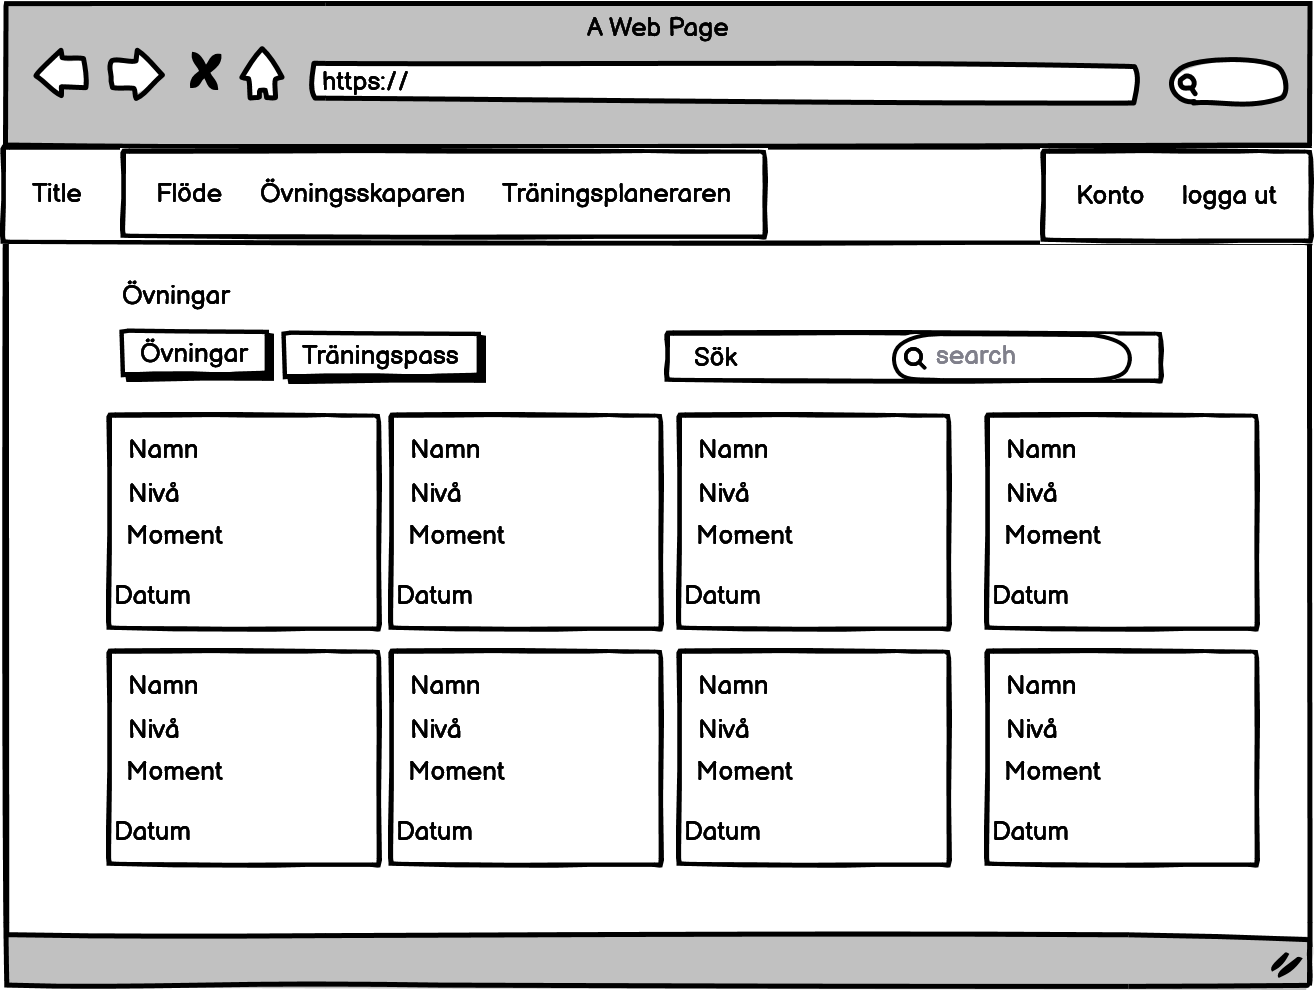 A Web Page
https://
Title Flöde Övningsskaparen Träningsplaneraren Konto logga ut
Övningar
Övningar Träningspass Sök search
Namn Namn Namn Namn
Nivå Nivå Nivå Nivå
Moment Moment Moment Moment
Datum Datum Datum Datum
Namn Namn Namn Namn
Nivå Nivå Nivå Nivå
Moment Moment Moment Moment
Datum Datum Datum Datum